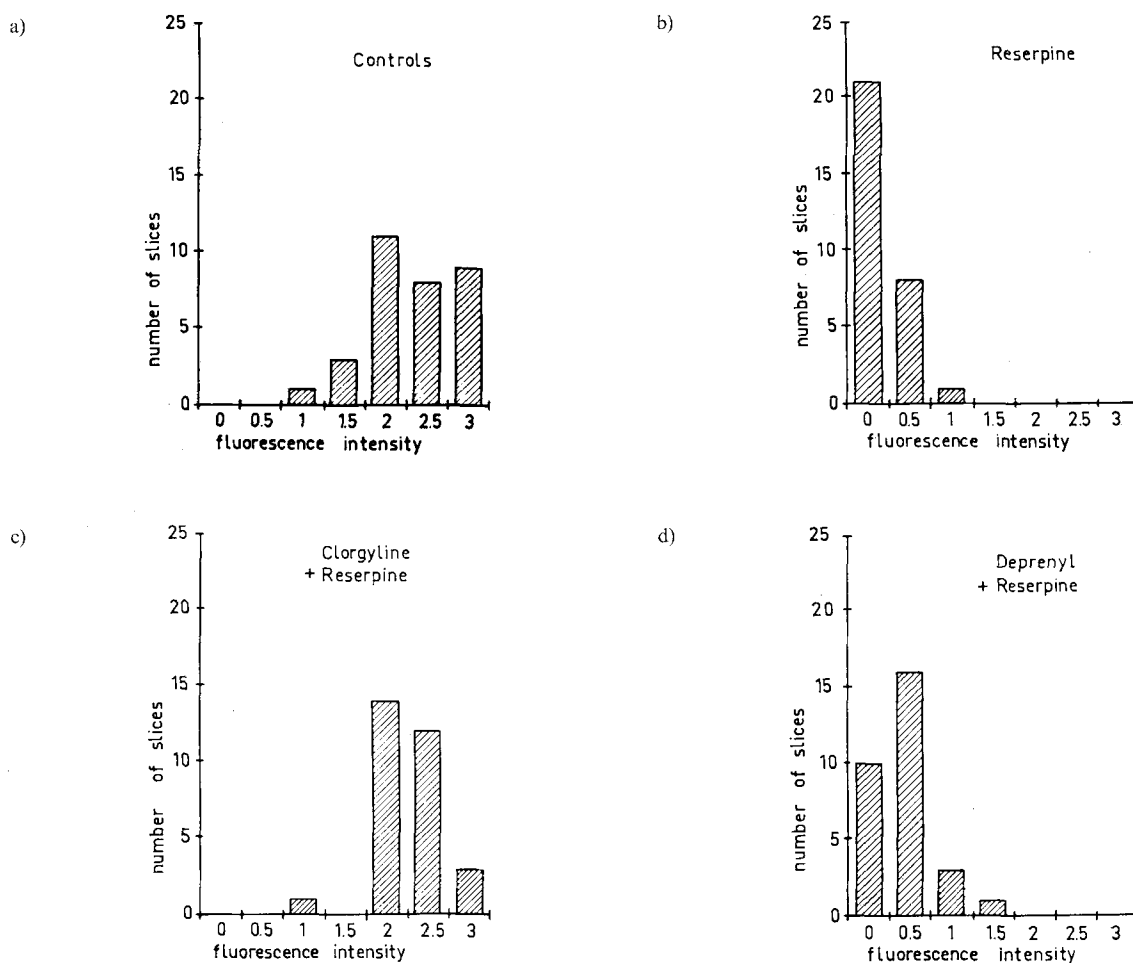 a)
Controls
25
20
15
10
5
0
number of slices
0 0.5 1 1.5 2 2.5 3
fluorescence intensity
b)
Reserpine
25
20
15
10
5
0
number of slices
0 0.5 1 1.5 2 2.5 3
fluorescence intensity
c)
Clorgyline
+ Reserpine
25
20
15
10
5
0
number of slices
0 0.5 1 1.5 2 2.5 3
fluorescence intensity
d)
Deprenyl
+ Reserpine
25
20
15
10
5
0
number of slices
0 0.5 1 1.5 2 2.5 3
fluorescence intensity